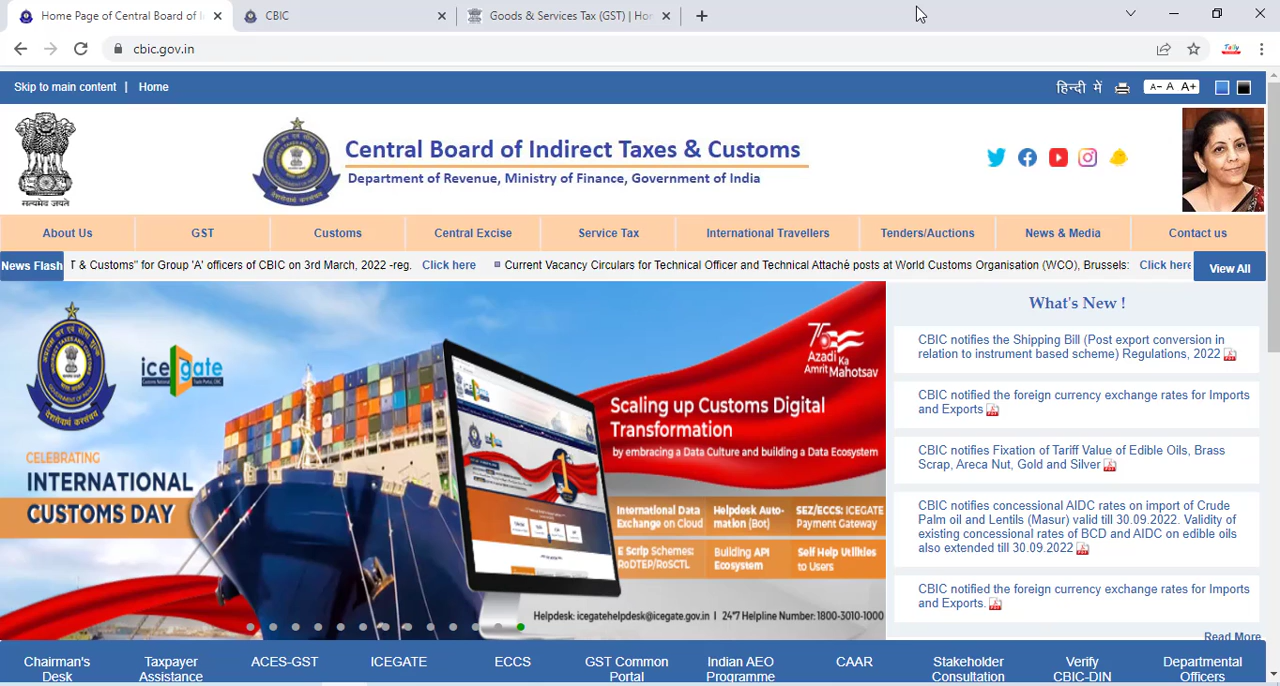 Home Page of Central Board of I
CBIC
Goods & Services Tax (GST) | Ho
cbic.gov.in
Tally
Skip to main content | Home
हिन्दी में
A- A A+
सत्यमेव जयते
Central Board of Indirect Taxes & Customs
Department of Revenue, Ministry of Finance, Government of India
About Us
GST
Customs
Central Excise
Service Tax
International Travellers
Tenders/Auctions
News & Media
Contact us
News Flash
T & Customs" for Group 'A' officers of CBIC on 3rd March, 2022 -reg. Click here
Current Vacancy Circulars for Technical Officer and Technical Attaché posts at World Customs Organisation (WCO), Brussels: Click here
View All
icegate
75
Azadi Ka
Amrit Mahotsav
CELEBRATING
INTERNATIONAL
CUSTOMS DAY
Scaling up Customs Digital
Transformation
by embracing a Data Culture and building a Data Ecosystem
International Data
Exchange on Cloud
Helpdesk Auto-
mation (Bot)
SEZ/ECCS: ICEGATE
Payment Gateway
E Scrip Schemes:
RoDTEP/RoSCTL
Building API
Ecosystem
Self Help Utilities
to Users
Helpdesk: icegatehelpdesk@icegate.gov.in | 24*7 Helpline Number: 1800-3010-1000
What's New !
CBIC notifies the Shipping Bill (Post export conversion in
relation to instrument based scheme) Regulations, 2022
CBIC notified the foreign currency exchange rates for Imports
and Exports
CBIC notifies Fixation of Tariff Value of Edible Oils, Brass
Scrap, Areca Nut, Gold and Silver
CBIC notifies concessional AIDC rates on import of Crude
Palm oil and Lentils (Masur) valid till 30.09.2022. Validity of
existing concessional rates of BCD and AIDC on edible oils
also extended till 30.09.2022
CBIC notified the foreign currency exchange rates for Imports
and Exports.
Read More
Chairman's
Desk
Taxpayer
Assistance
ACES-GST
ICEGATE
ECCS
GST Common
Portal
Indian AEO
Programme
CAAR
Stakeholder
Consultation
Verify
CBIC-DIN
Departmental
Officers